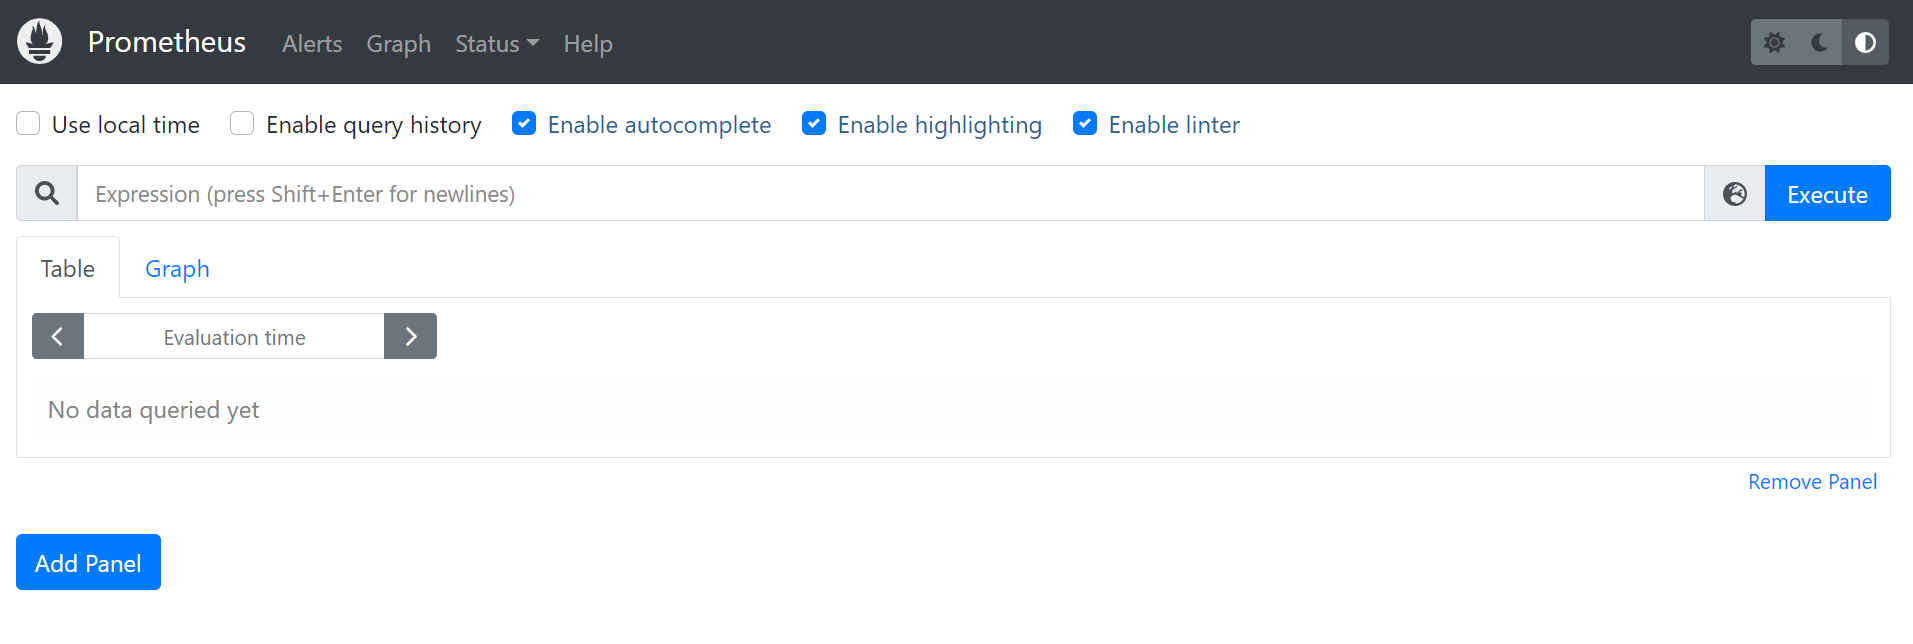 Prometheus Alerts Graph Status Help
Use local time Enable query history Enable autocomplete Enable highlighting Enable linter
Expression (press Shift+Enter for newlines) Execute
Table Graph
Evaluation time
No data queried yet
Remove Panel
Add Panel